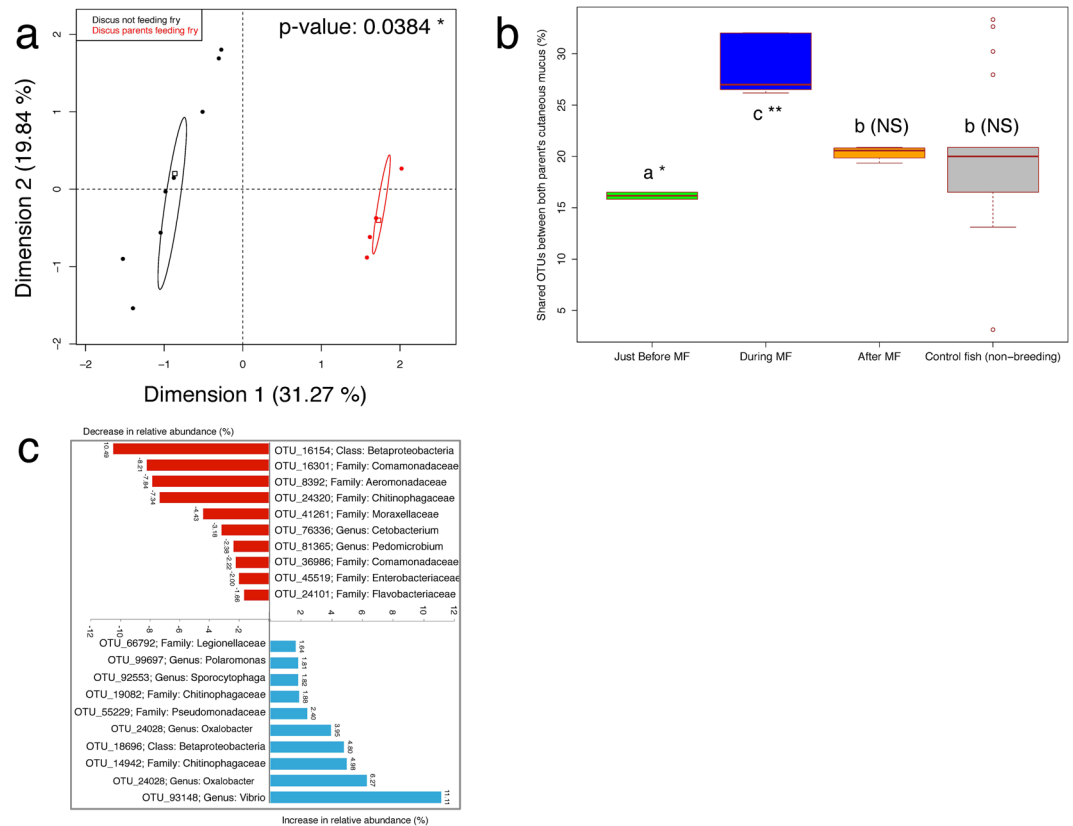 a
Discus not feeding fry
Discus parents feeding fry
p-value: 0.0384 *
Dimension 2 (19.84 %)
2
1
0
−1
−2
−2
−1
0
1
2
Dimension 1 (31.27 %)
b
Shared OTUs between both parent's cutaneous mucus (%)
30
25
20
15
10
5
a *
c **
b (NS)
b (NS)
Just Before MF
During MF
After MF
Control fish (non−breeding)
c
Decrease in relative abundance (%)
10.49
OTU_16154; Class: Betaproteobacteria
-8.21
OTU_16301; Family: Comamonadaceae
-7.84
OTU_8392; Family: Aeromonadaceae
-7.34
OTU_24320; Family: Chitinophagaceae
-4.43
OTU_41261; Family: Moraxellaceae
-3.18
OTU_76336; Genus: Cetobacterium
-2.38
OTU_81365; Genus: Pedomicrobium
-2.22
OTU_36986; Family: Comamonadaceae
-2.00
OTU_45519; Family: Enterobacteriaceae
-1.66
OTU_24101; Family: Flavobacteriaceae
2
4
6
8
10
12
-12
-10
-8
-6
-4
-2
OTU_66792; Family: Legionellaceae
1.64
OTU_99697; Genus: Polaromonas
1.81
OTU_92553; Genus: Sporocytophaga
1.82
OTU_19082; Family: Chitinophagaceae
1.88
OTU_55229; Family: Pseudomonadaceae
2.40
OTU_24028; Genus: Oxalobacter
3.95
OTU_18696; Class: Betaproteobacteria
4.80
OTU_14942; Family: Chitinophagaceae
4.98
OTU_24028; Genus: Oxalobacter
6.27
OTU_93148; Genus: Vibrio
11.11
Increase in relative abundance (%)